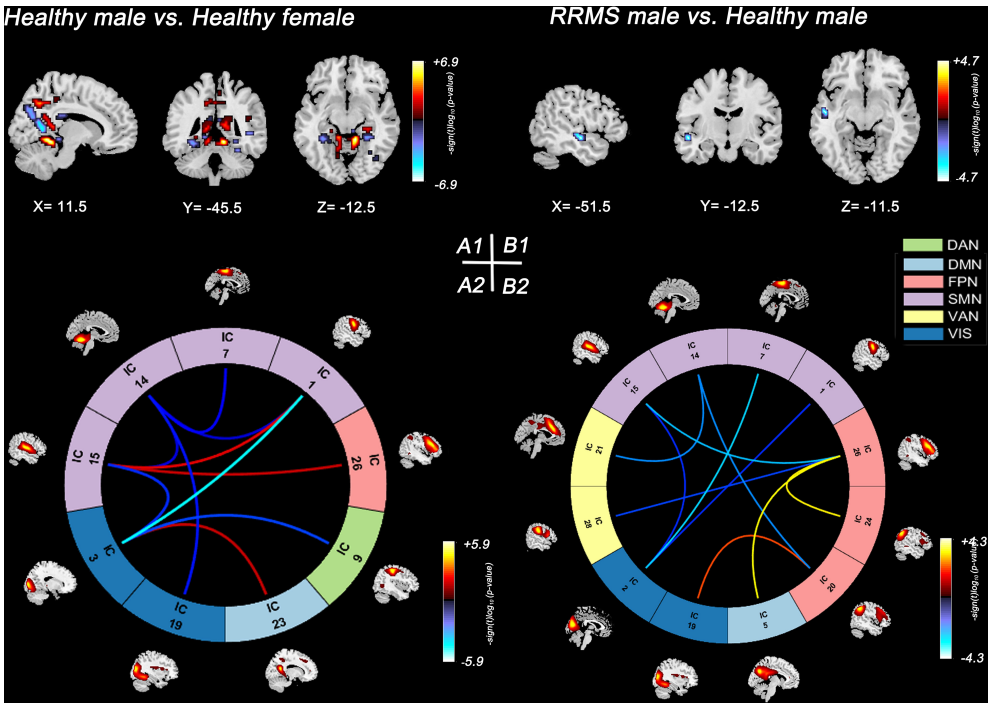 Healthy male vs. Healthy female
RRMS male vs. Healthy male
+6.9
-sign(t)log₁₀(p-value)
-6.9
+4.7
-sign(t)log₁₀(p-value)
-4.7
X= 11.5
Y= -45.5
Z= -12.5
X= -51.5
Y= -12.5
Z= -11.5
A1 B1
A2 B2
DAN
DMN
FPN
SMN
VAN
VIS
IC 7
IC 1
IC 26
IC 9
IC 23
IC 19
IC 3
IC 15
IC 14
+5.9
-sign(t)log₁₀(p-value)
-5.9
IC 7
IC 1
IC 26
IC 24
IC 20
IC 5
IC 19
IC 2
IC 28
IC 21
IC 15
IC 14
+4.3
-sign(t)log₁₀(p-value)
-4.3